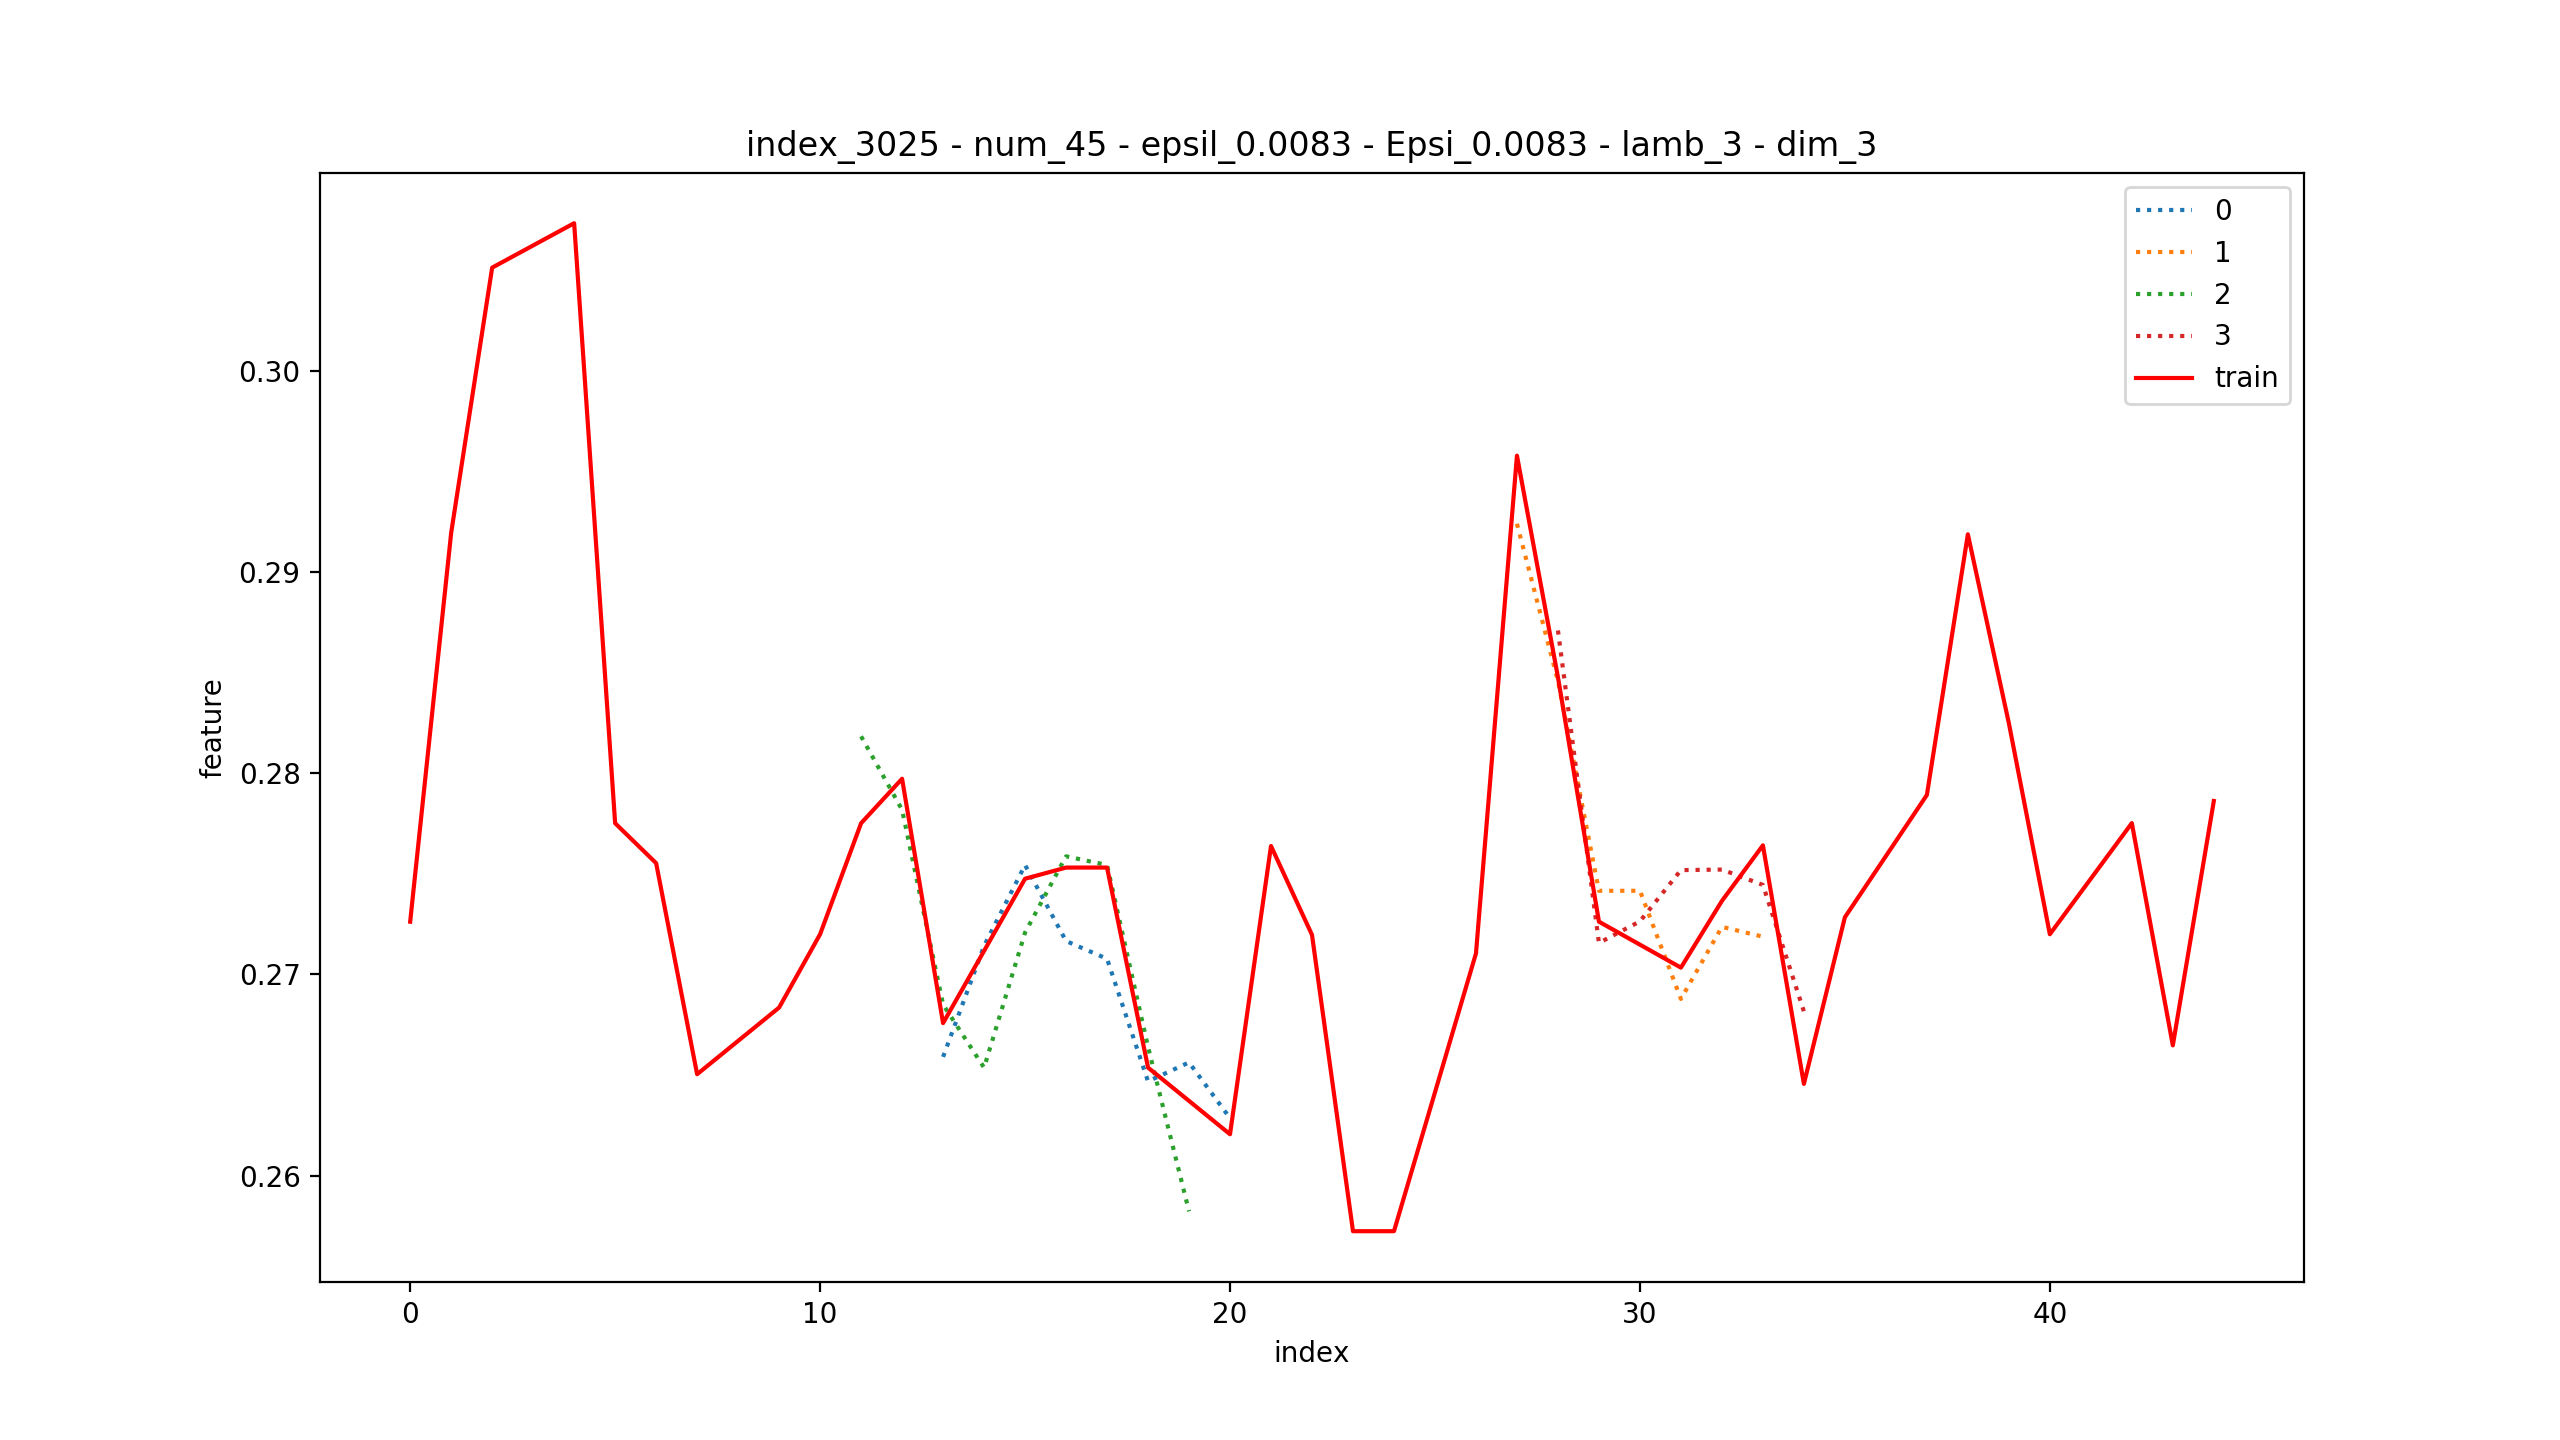 index_3025 - num_45 - epsil_0.0083 - Epsi_0.0083 - lamb_3 - dim_3
0
1
2
3
train
0.30
0.29
0.28
0.27
0.26
feature
0 10 20 30 40
index